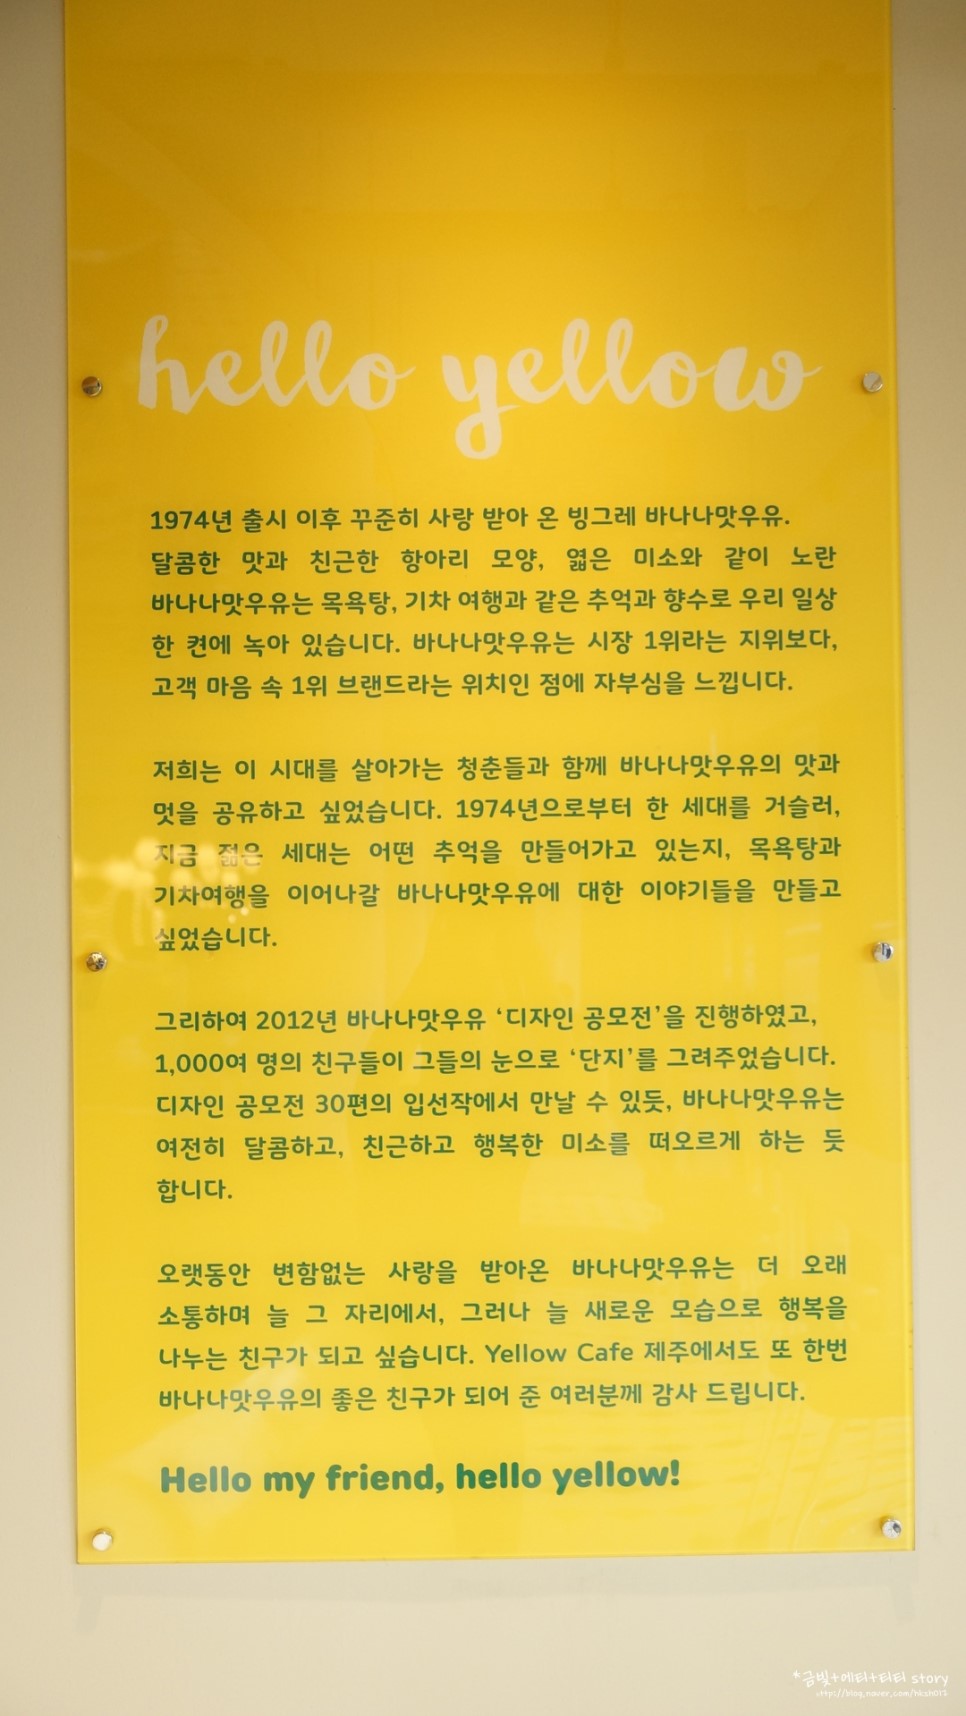 hello yellow
1974년 출시 이후 꾸준히 사랑 받아 온 빙그레 바나나맛우유.
달콤한 맛과 친근한 항아리 모양, 엷은 미소와 같이 노란
바나나맛우유는 목욕탕, 기차 여행과 같은 추억과 향수로 우리 일상
한 켠에 녹아 있습니다. 바나나맛우유는 시장 1위라는 지위보다,
고객 마음 속 1위 브랜드라는 위치인 점에 자부심을 느낍니다.
저희는 이 시대를 살아가는 청춘들과 함께 바나나맛우유의 맛과
멋을 공유하고 싶었습니다. 1974년으로부터 한 세대를 거슬러,
지금 젊은 세대는 어떤 추억을 만들어가고 있는지, 목욕탕과
기차여행을 이어나갈 바나나맛우유에 대한 이야기들을 만들고
싶었습니다.
그리하여 2012년 바나나맛우유 ‘디자인 공모전’을 진행하였고,
1,000여 명의 친구들이 그들의 눈으로 ‘단지’를 그려주었습니다.
디자인 공모전 30편의 입선작에서 만날 수 있듯, 바나나맛우유는
여전히 달콤하고, 친근하고 행복한 미소를 떠오르게 하는 듯
합니다.
오랫동안 변함없는 사랑을 받아온 바나나맛우유는 더 오래
소통하며 늘 그 자리에서, 그러나 늘 새로운 모습으로 행복을
나누는 친구가 되고 싶습니다. Yellow Cafe 제주에서도 또 한번
바나나맛우유의 좋은 친구가 되어 준 여러분께 감사 드립니다.
Hello my friend, hello yellow!
*금빛+에터+티티 story